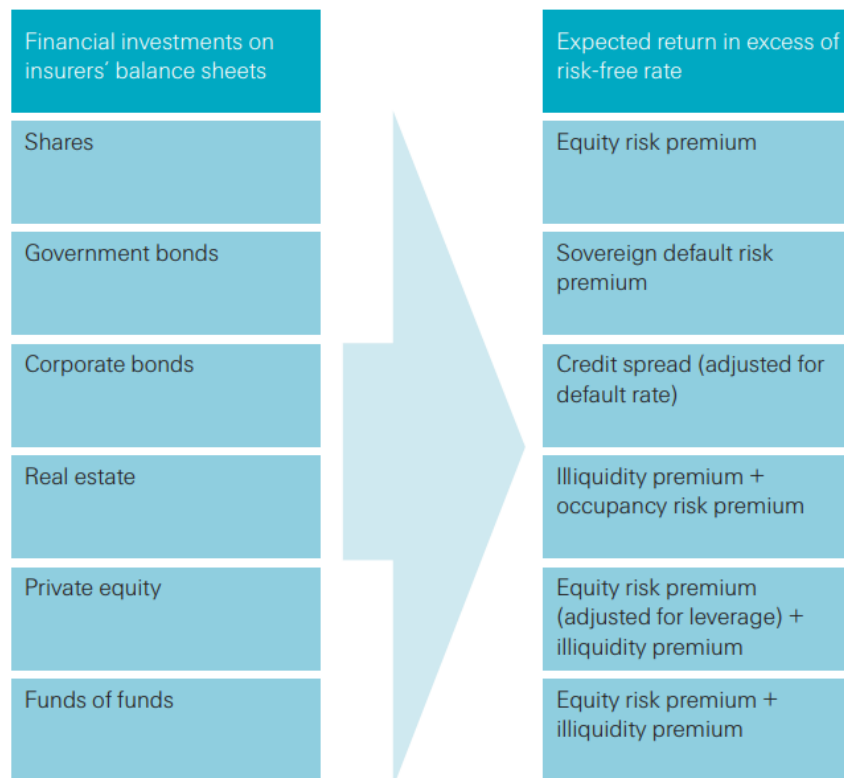 Financial investments on
insurers’ balance sheets
Expected return in excess of
risk-free rate
Shares
Equity risk premium
Government bonds
Sovereign default risk
premium
Corporate bonds
Credit spread (adjusted for
default rate)
Real estate
Illiquidity premium +
occupancy risk premium
Private equity
Equity risk premium
(adjusted for leverage) +
illiquidity premium
Funds of funds
Equity risk premium +
illiquidity premium